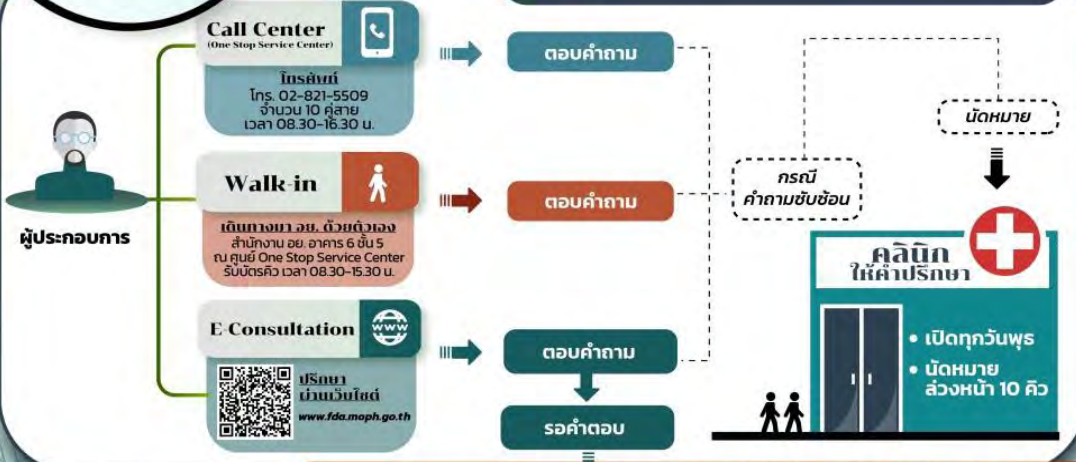 Call Center
(One Stop Service Center)
โทรศัพท์
โทร. 02-821-5509
จำนวน 10 คู่สาย
เวลา 08.30-16.30 น.
ตอบคำถาม
ผู้ประกอบการ
Walk-in
เดินทางมา อย. ด้วยตัวเอง
สำนักงาน อย. อาคาร 6 ชั้น 5
ณ ศูนย์ One Stop Service Center
รับบัตรคิว เวลา 08.30-15.30 น.
ตอบคำถาม
E-Consultation
www
ปรึกษา
ผ่านเว็บไซต์
www.fda.moph.go.th
ตอบคำถาม
รอคำตอบ
กรณี
คำถามซับซ้อน
นัดหมาย
คลินิก
ให้คำปรึกษา
• เปิดทุกวันพุธ
• นัดหมาย
ล่วงหน้า 10 คิว